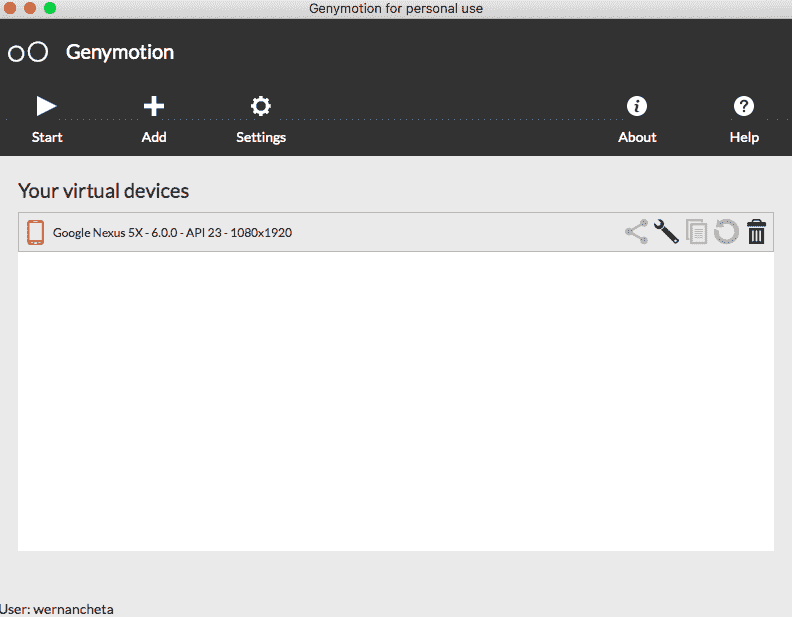 Genymotion for personal use
Genymotion
Start Add Settings About Help
Your virtual devices
Google Nexus 5X - 6.0.0 - API 23 - 1080x1920
User: wernancheta